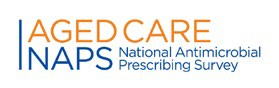 AGED CARE
NAPS National Antimicrobial
Prescribing Survey